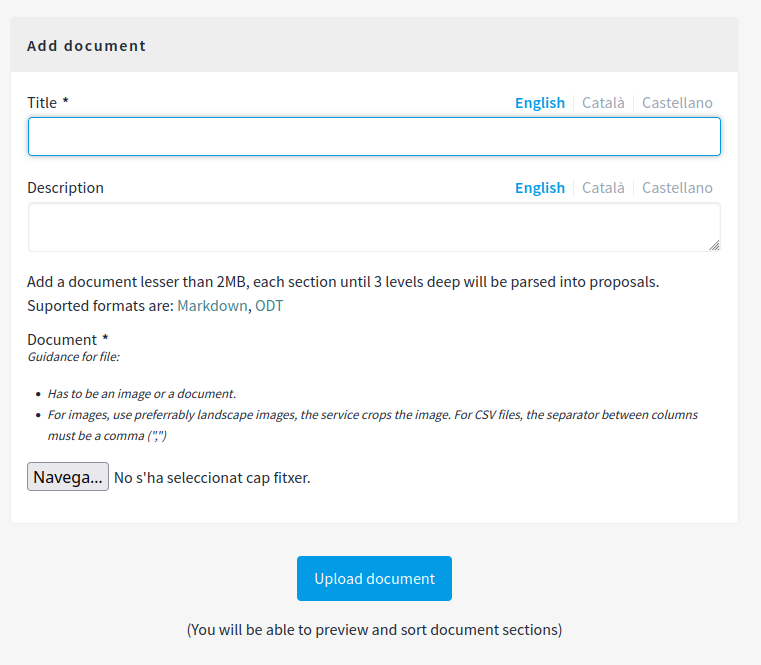 Add document
Title * English Català Castellano
Description English Català Castellano
Add a document lesser than 2MB, each section until 3 levels deep will be parsed into proposals.
Suported formats are: Markdown, ODT
Document *
Guidance for file:
• Has to be an image or a document.
• For images, use preferrably landscape images, the service crops the image. For CSV files, the separator between columns
must be a comma (",")
Navega... No s'ha seleccionat cap fitxer.
Upload document
(You will be able to preview and sort document sections)